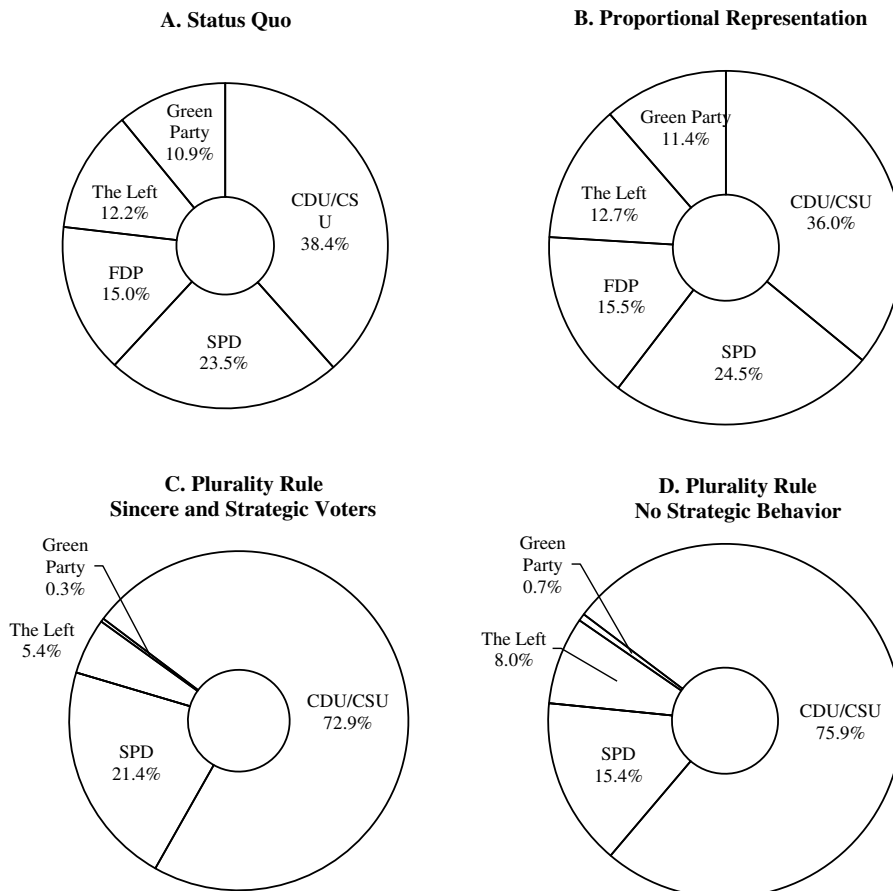 A. Status Quo
Green
Party
10.9%
CDU/CS
U
38.4%
The Left
12.2%
FDP
15.0%
SPD
23.5%
B. Proportional Representation
Green Party
11.4%
CDU/CSU
36.0%
The Left
12.7%
FDP
15.5%
SPD
24.5%
C. Plurality Rule
Sincere and Strategic Voters
Green
Party
0.3%
The Left
5.4%
CDU/CSU
72.9%
SPD
21.4%
D. Plurality Rule
No Strategic Behavior
Green
Party
0.7%
The Left
8.0%
CDU/CSU
75.9%
SPD
15.4%